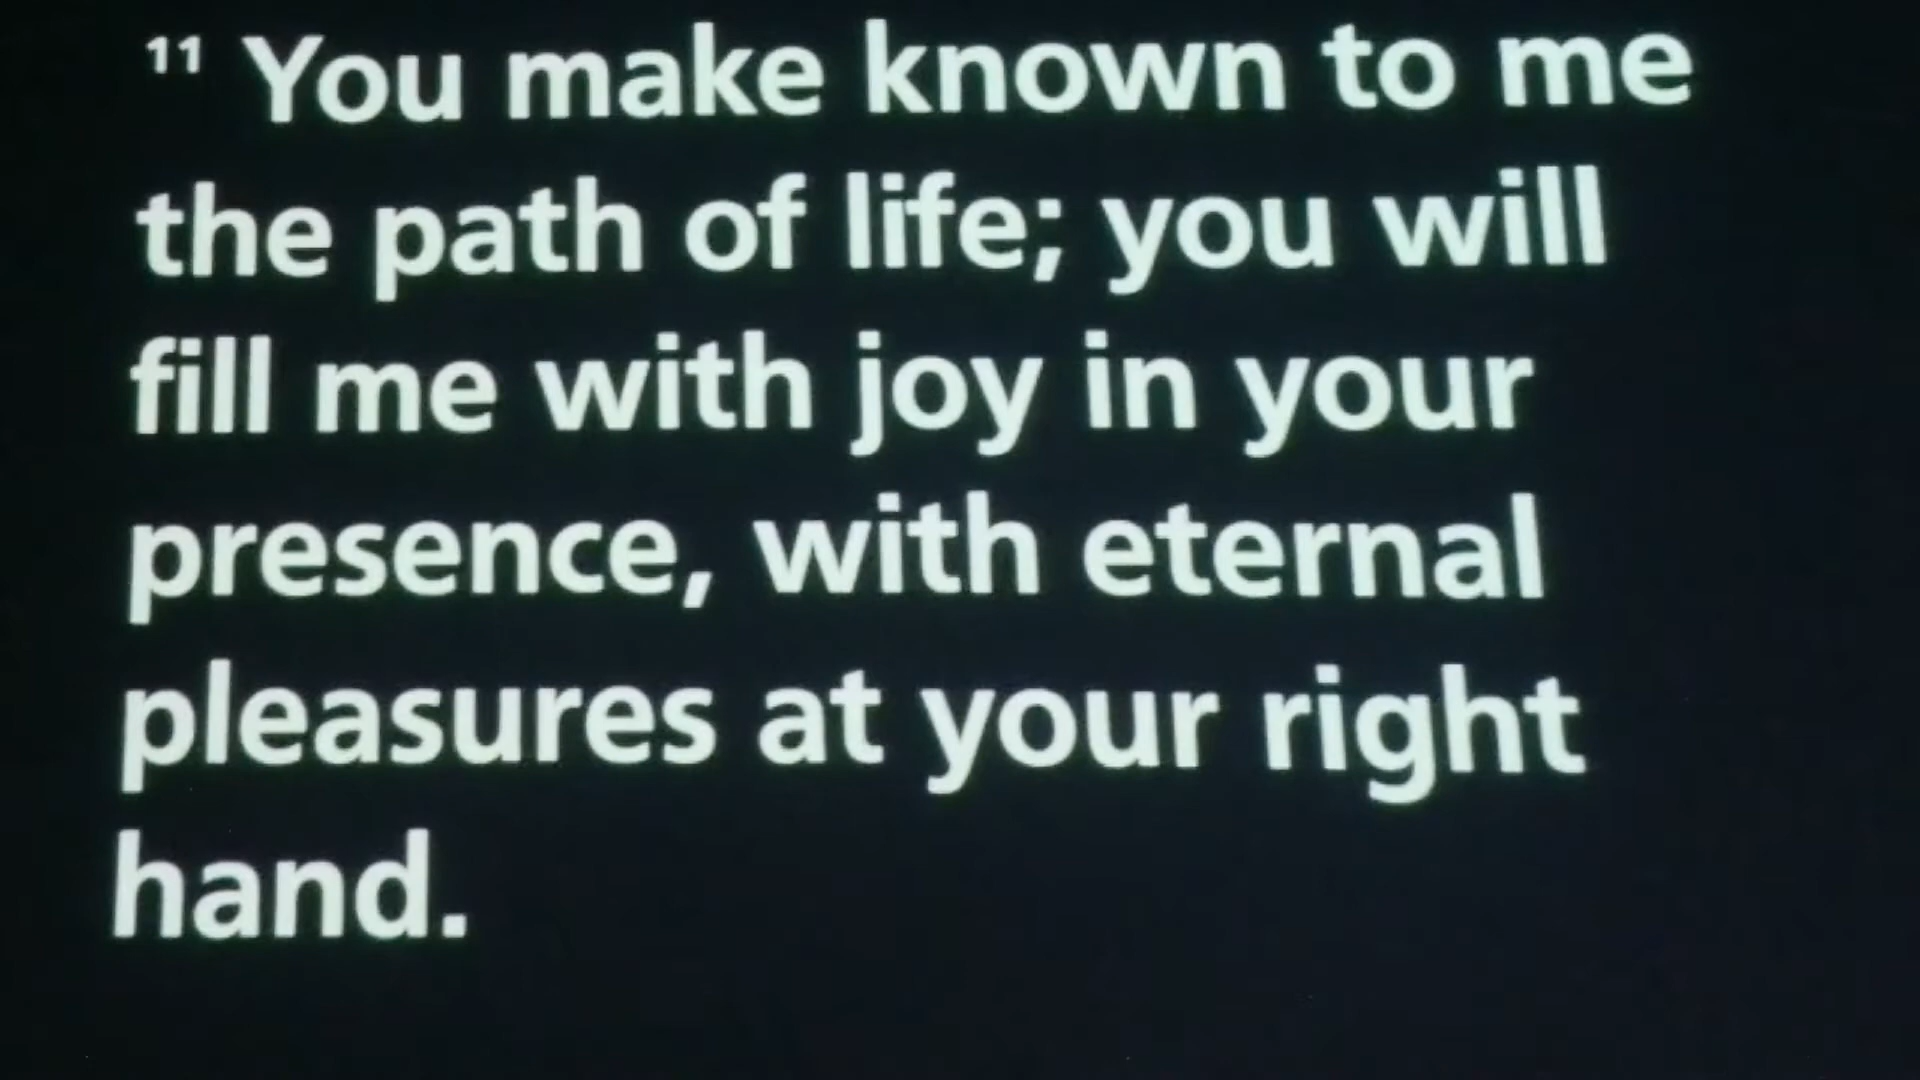 11 You make known to me
the path of life; you will
fill me with joy in your
presence, with eternal
pleasures at your right
hand.